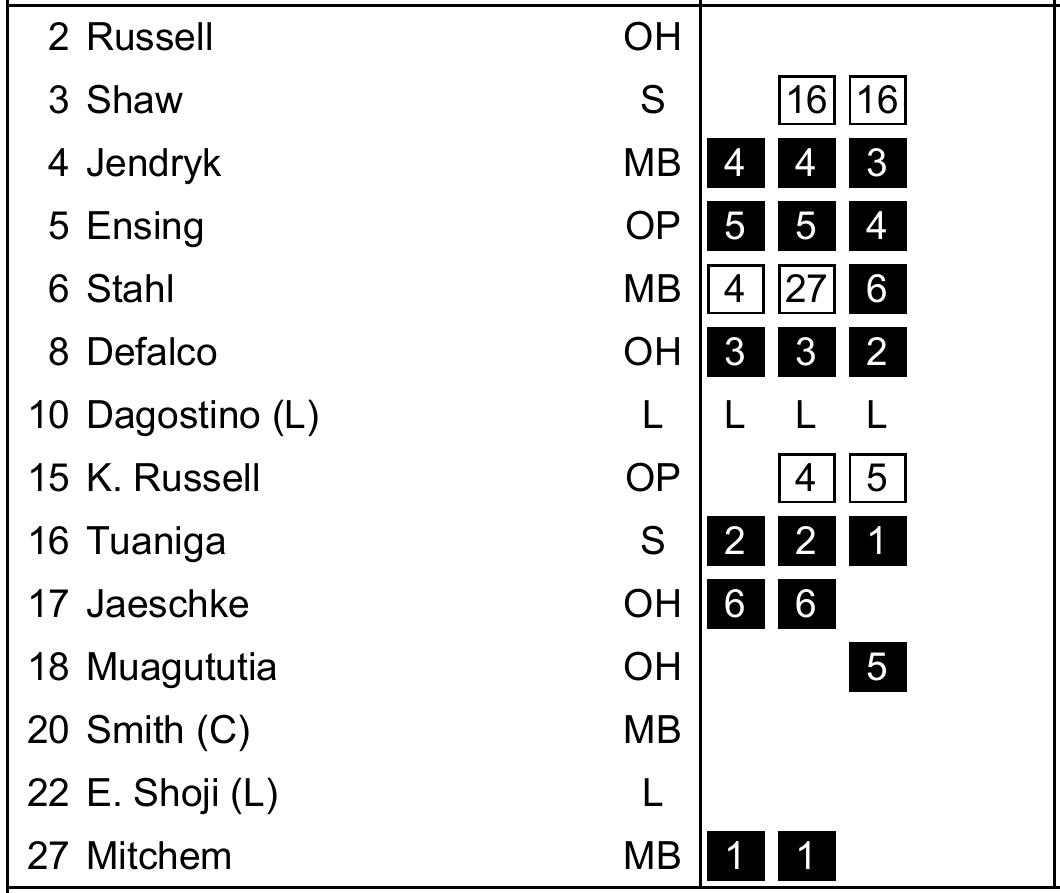 2 Russell OH
3 Shaw S 16 16
4 Jendryk MB 4 4 3
5 Ensing OP 5 5 4
6 Stahl MB 4 27 6
8 Defalco OH 3 3 2
10 Dagostino (L) L L L L
15 K. Russell OP 4 5
16 Tuaniga S 2 2 1
17 Jaeschke OH 6 6
18 Muagututia OH 5
20 Smith (C) MB
22 E. Shoji (L) L
27 Mitchem MB 1 1